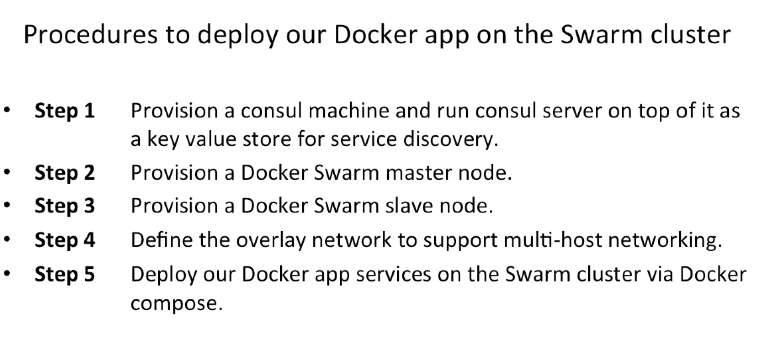 Procedures to deploy our Docker app on the Swarm cluster
• Step 1 Provision a consul machine and run consul server on top of it as
a key value store for service discovery.
• Step 2 Provision a Docker Swarm master node.
• Step 3 Provision a Docker Swarm slave node.
• Step 4 Define the overlay network to support multi-host networking.
• Step 5 Deploy our Docker app services on the Swarm cluster via Docker
compose.